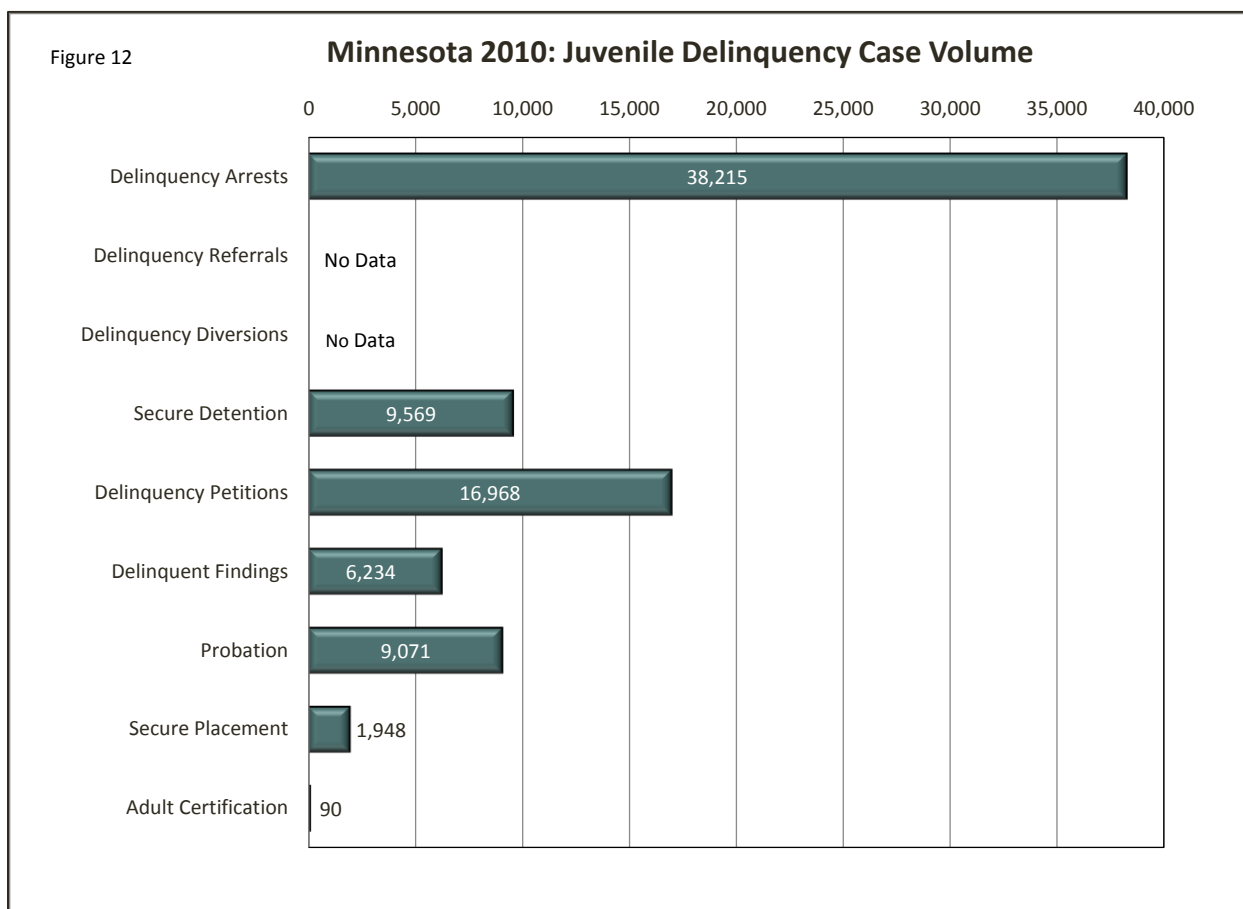 Figure 12
Minnesota 2010: Juvenile Delinquency Case Volume
0 5,000 10,000 15,000 20,000 25,000 30,000 35,000 40,000
Delinquency Arrests 38,215
Delinquency Referrals No Data
Delinquency Diversions No Data
Secure Detention 9,569
Delinquency Petitions 16,968
Delinquent Findings 6,234
Probation 9,071
Secure Placement 1,948
Adult Certification 90